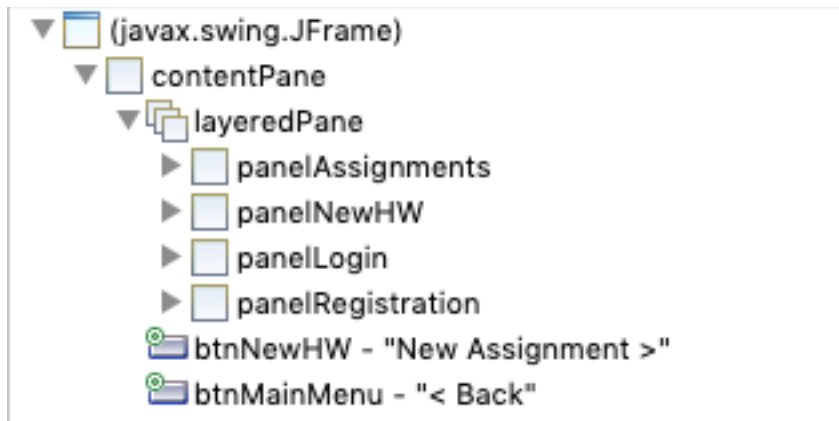 (javax.swing.JFrame)
contentPane
layeredPane
panelAssignments
panelNewHW
panelLogin
panelRegistration
btnNewHW - "New Assignment >"
btnMainMenu - "< Back"